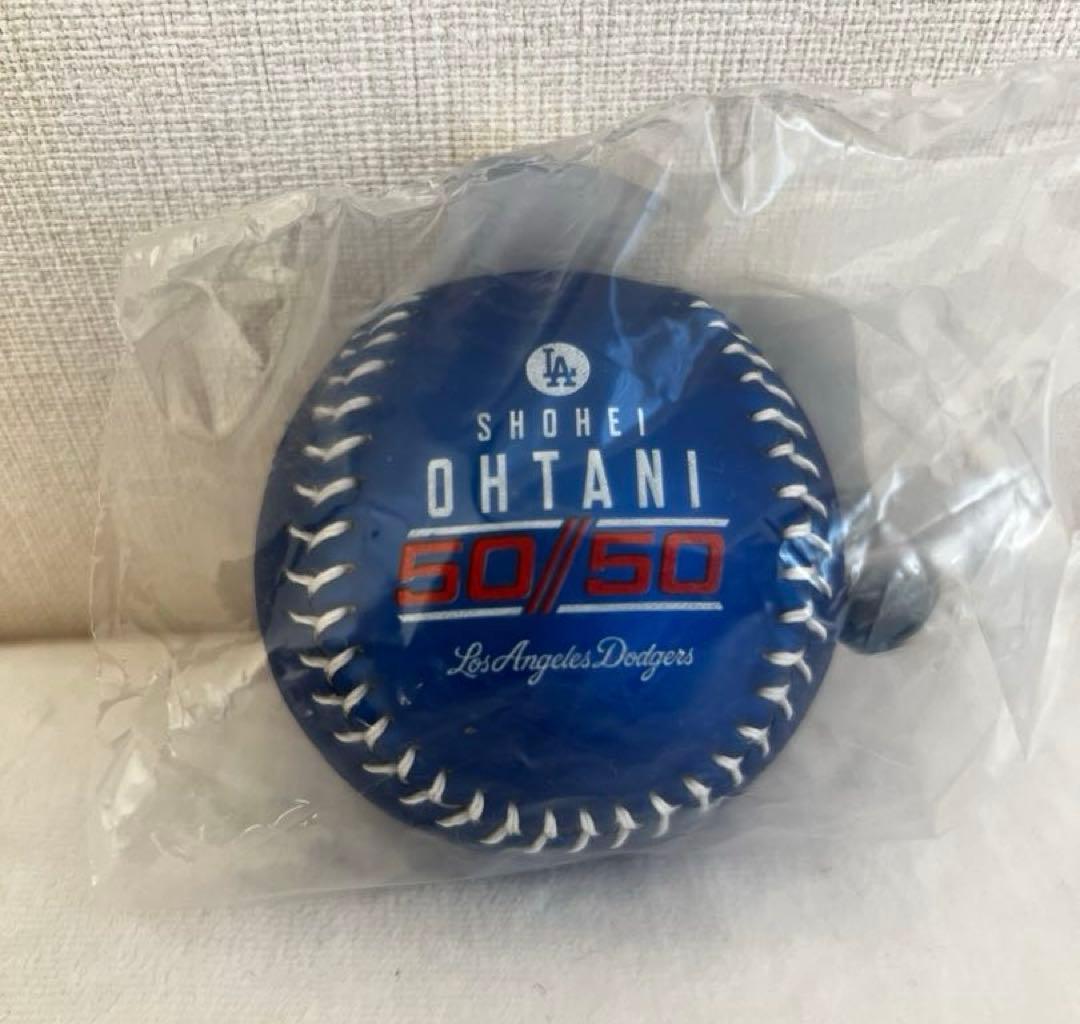 LA
SHOHEI
OHTANI
50//50
Los Angeles Dodgers